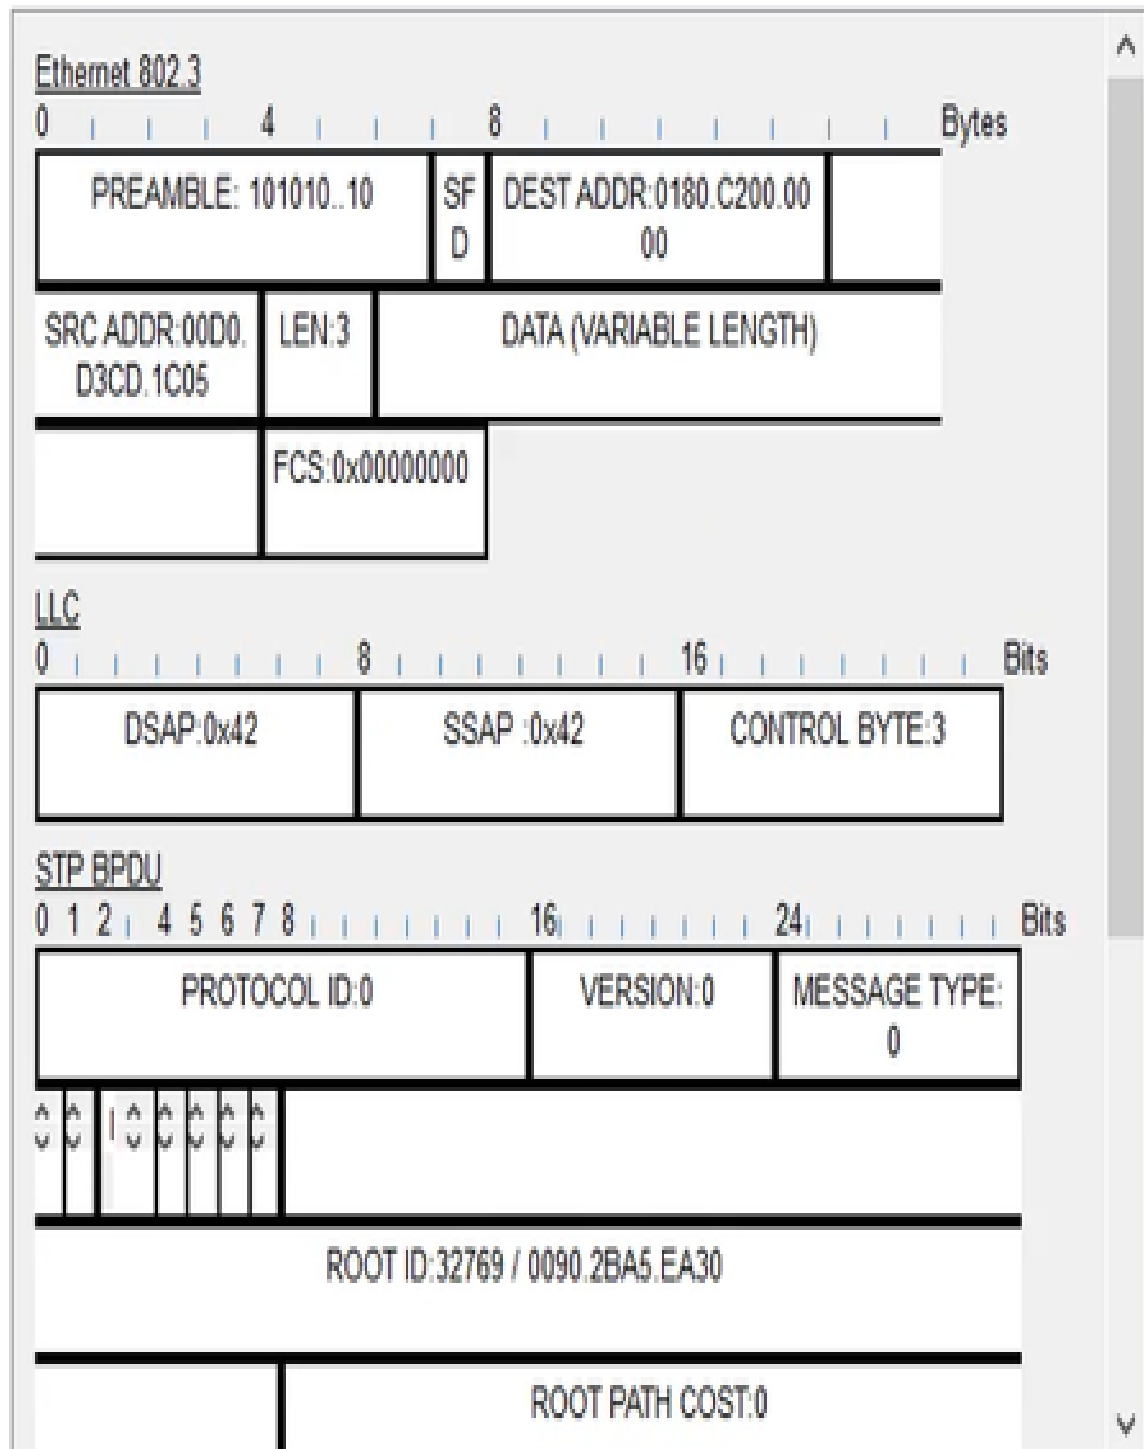 Ethernet 802.3
0 4 8 Bytes
PREAMBLE: 101010..10
SF
D
DEST ADDR:0180.C200.00
00
SRC ADDR:00D0.
D3CD.1C05
LEN:3
DATA (VARIABLE LENGTH)
FCS:0x00000000
LLC
0 8 16 Bits
DSAP:0x42
SSAP :0x42
CONTROL BYTE:3
STP BPDU
0 1 2 4 5 6 7 8 16 24 Bits
PROTOCOL ID:0
VERSION:0
MESSAGE TYPE:
0
ROOT ID:32769 / 0090.2BA5.EA30
ROOT PATH COST:0